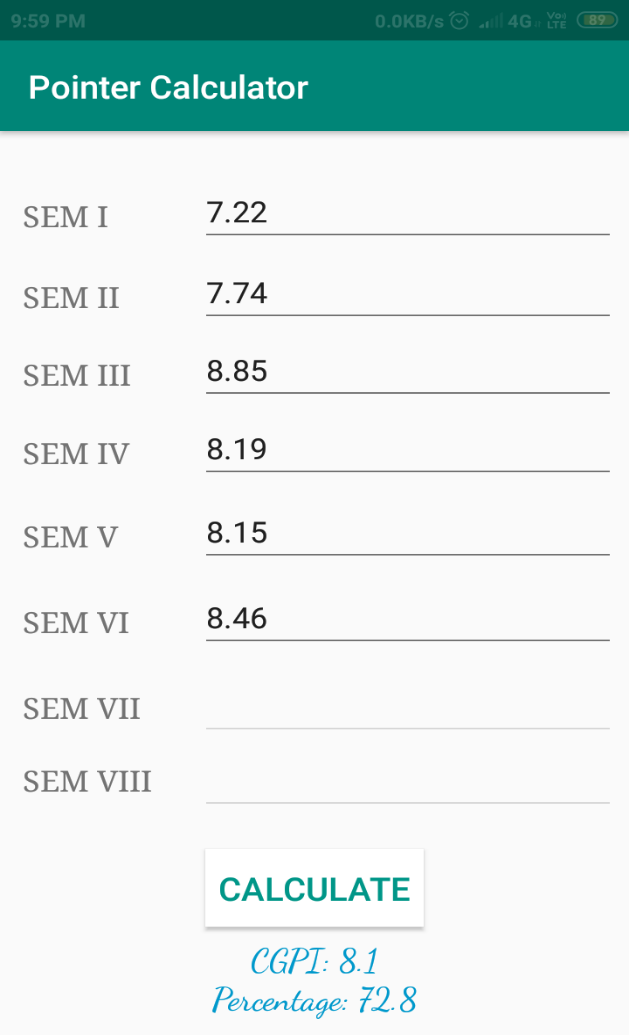 9:59 PM 0.0KB/s 4G VoLTE 89
Pointer Calculator
SEM I 7.22
SEM II 7.74
SEM III 8.85
SEM IV 8.19
SEM V 8.15
SEM VI 8.46
SEM VII
SEM VIII
CALCULATE
CGPI: 8.1
Percentage: 72.8